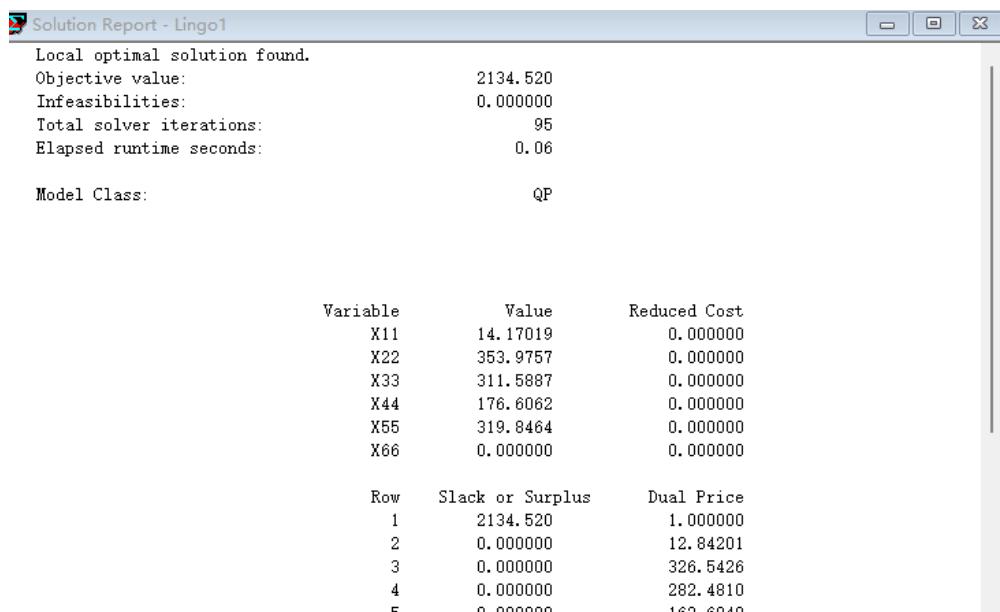 Solution Report - Lingo1
Local optimal solution found.
Objective value: 2134.520
Infeasibilities: 0.000000
Total solver iterations: 95
Elapsed runtime seconds: 0.06
Model Class: QP
Variable Value Reduced Cost
X11 14.17019 0.000000
X22 353.9757 0.000000
X33 311.5887 0.000000
X44 176.6062 0.000000
X55 319.8464 0.000000
X66 0.000000 0.000000
Row Slack or Surplus Dual Price
1 2134.520 1.000000
2 0.000000 12.84201
3 0.000000 326.5426
4 0.000000 282.4810
5 0.000000